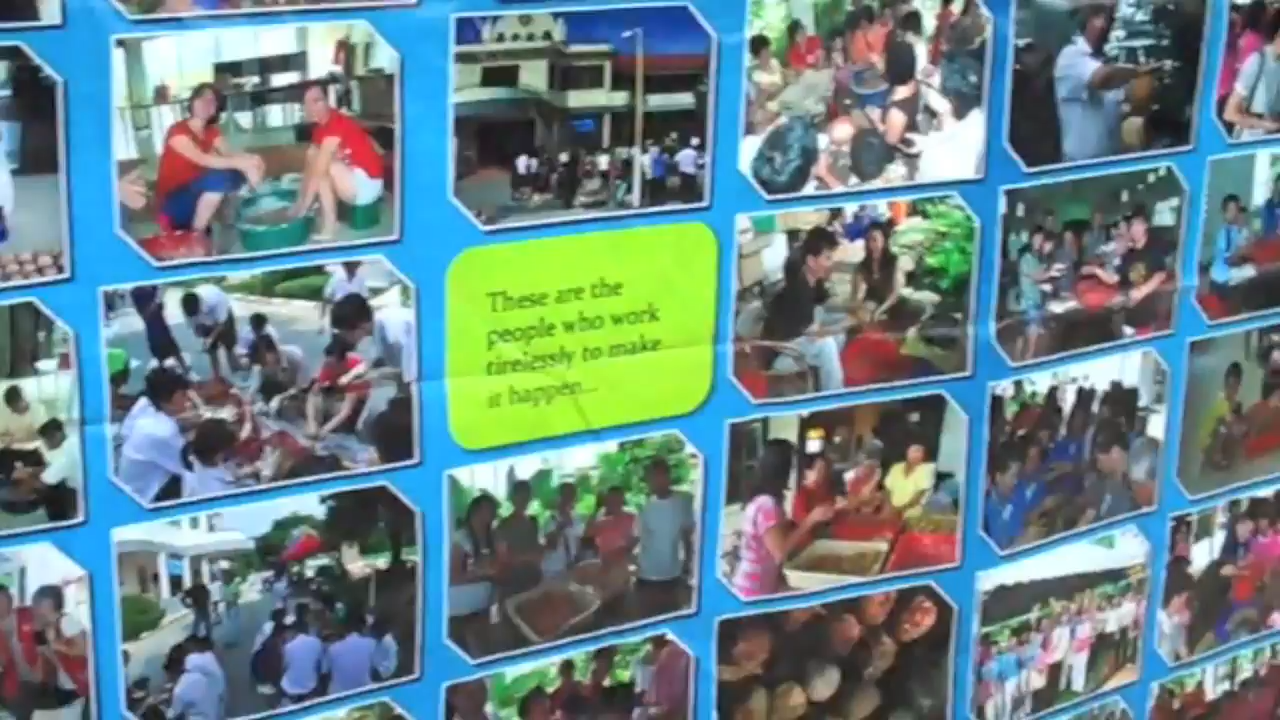 These are the
people who work
tirelessly to make
it happen...